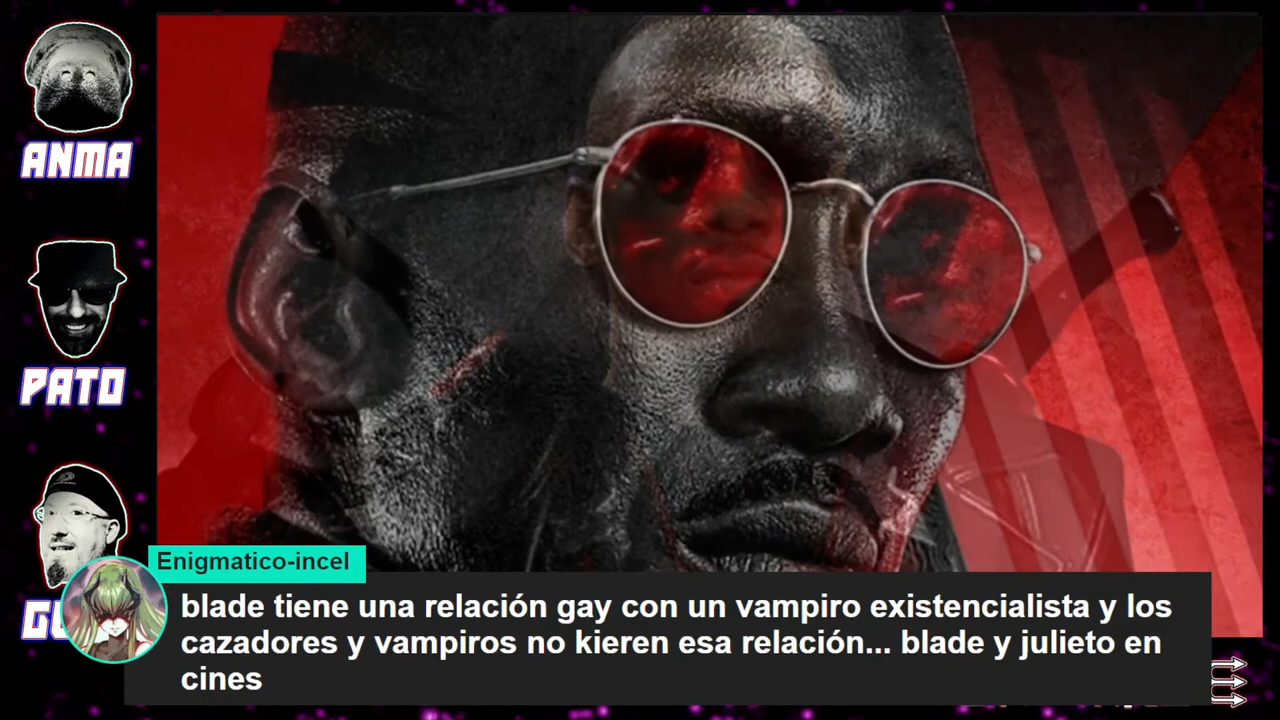 ANMA
PATO
Enigmatico-incel
blade tiene una relación gay con un vampiro existencialista y los
cazadores y vampiros no kieren esa relación... blade y julieto en
cines